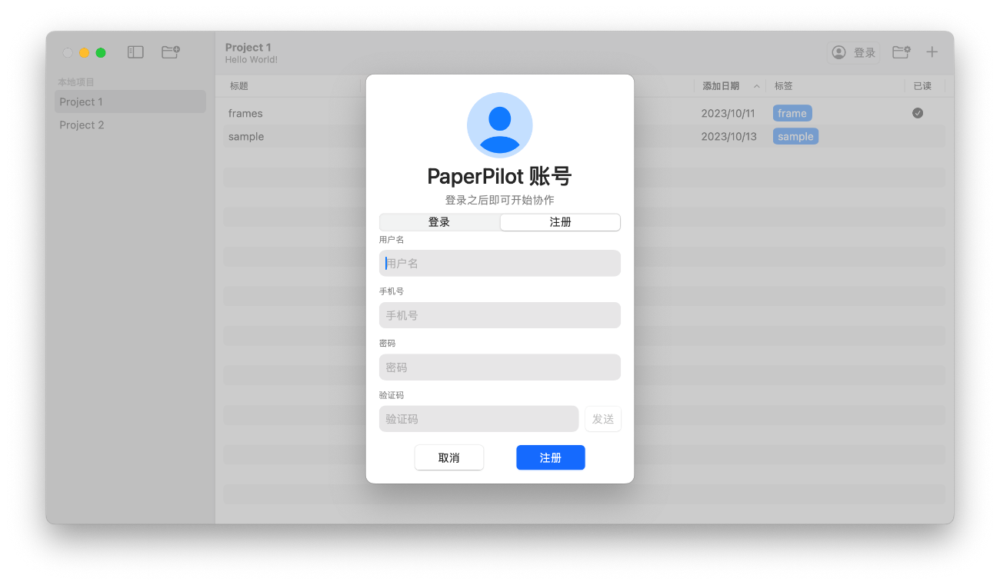 Project 1
Hello World!
登录
本地项目
Project 1
Project 2
标题
添加日期
标签
已读
frames
2023/10/11
frame
sample
2023/10/13
sample
PaperPilot 账号
登录之后即可开始协作
登录
注册
用户名
用户名
手机号
手机号
密码
密码
验证码
验证码
发送
取消
注册